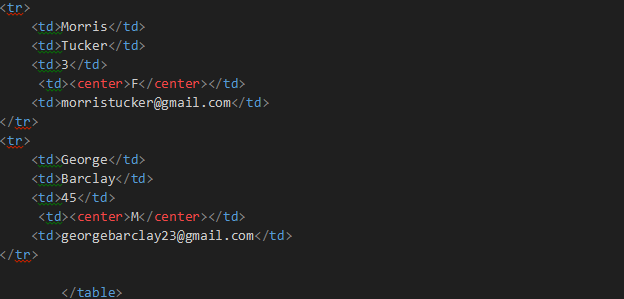 <tr>
<td>Morris</td>
<td>Tucker</td>
<td>3</td>
<td><center>F</center></td>
<td>morristucker@gmail.com</td>
</tr>
<tr>
<td>George</td>
<td>Barclay</td>
<td>45</td>
<td><center>M</center></td>
<td>georgebarclay23@gmail.com</td>
</tr>
</table>